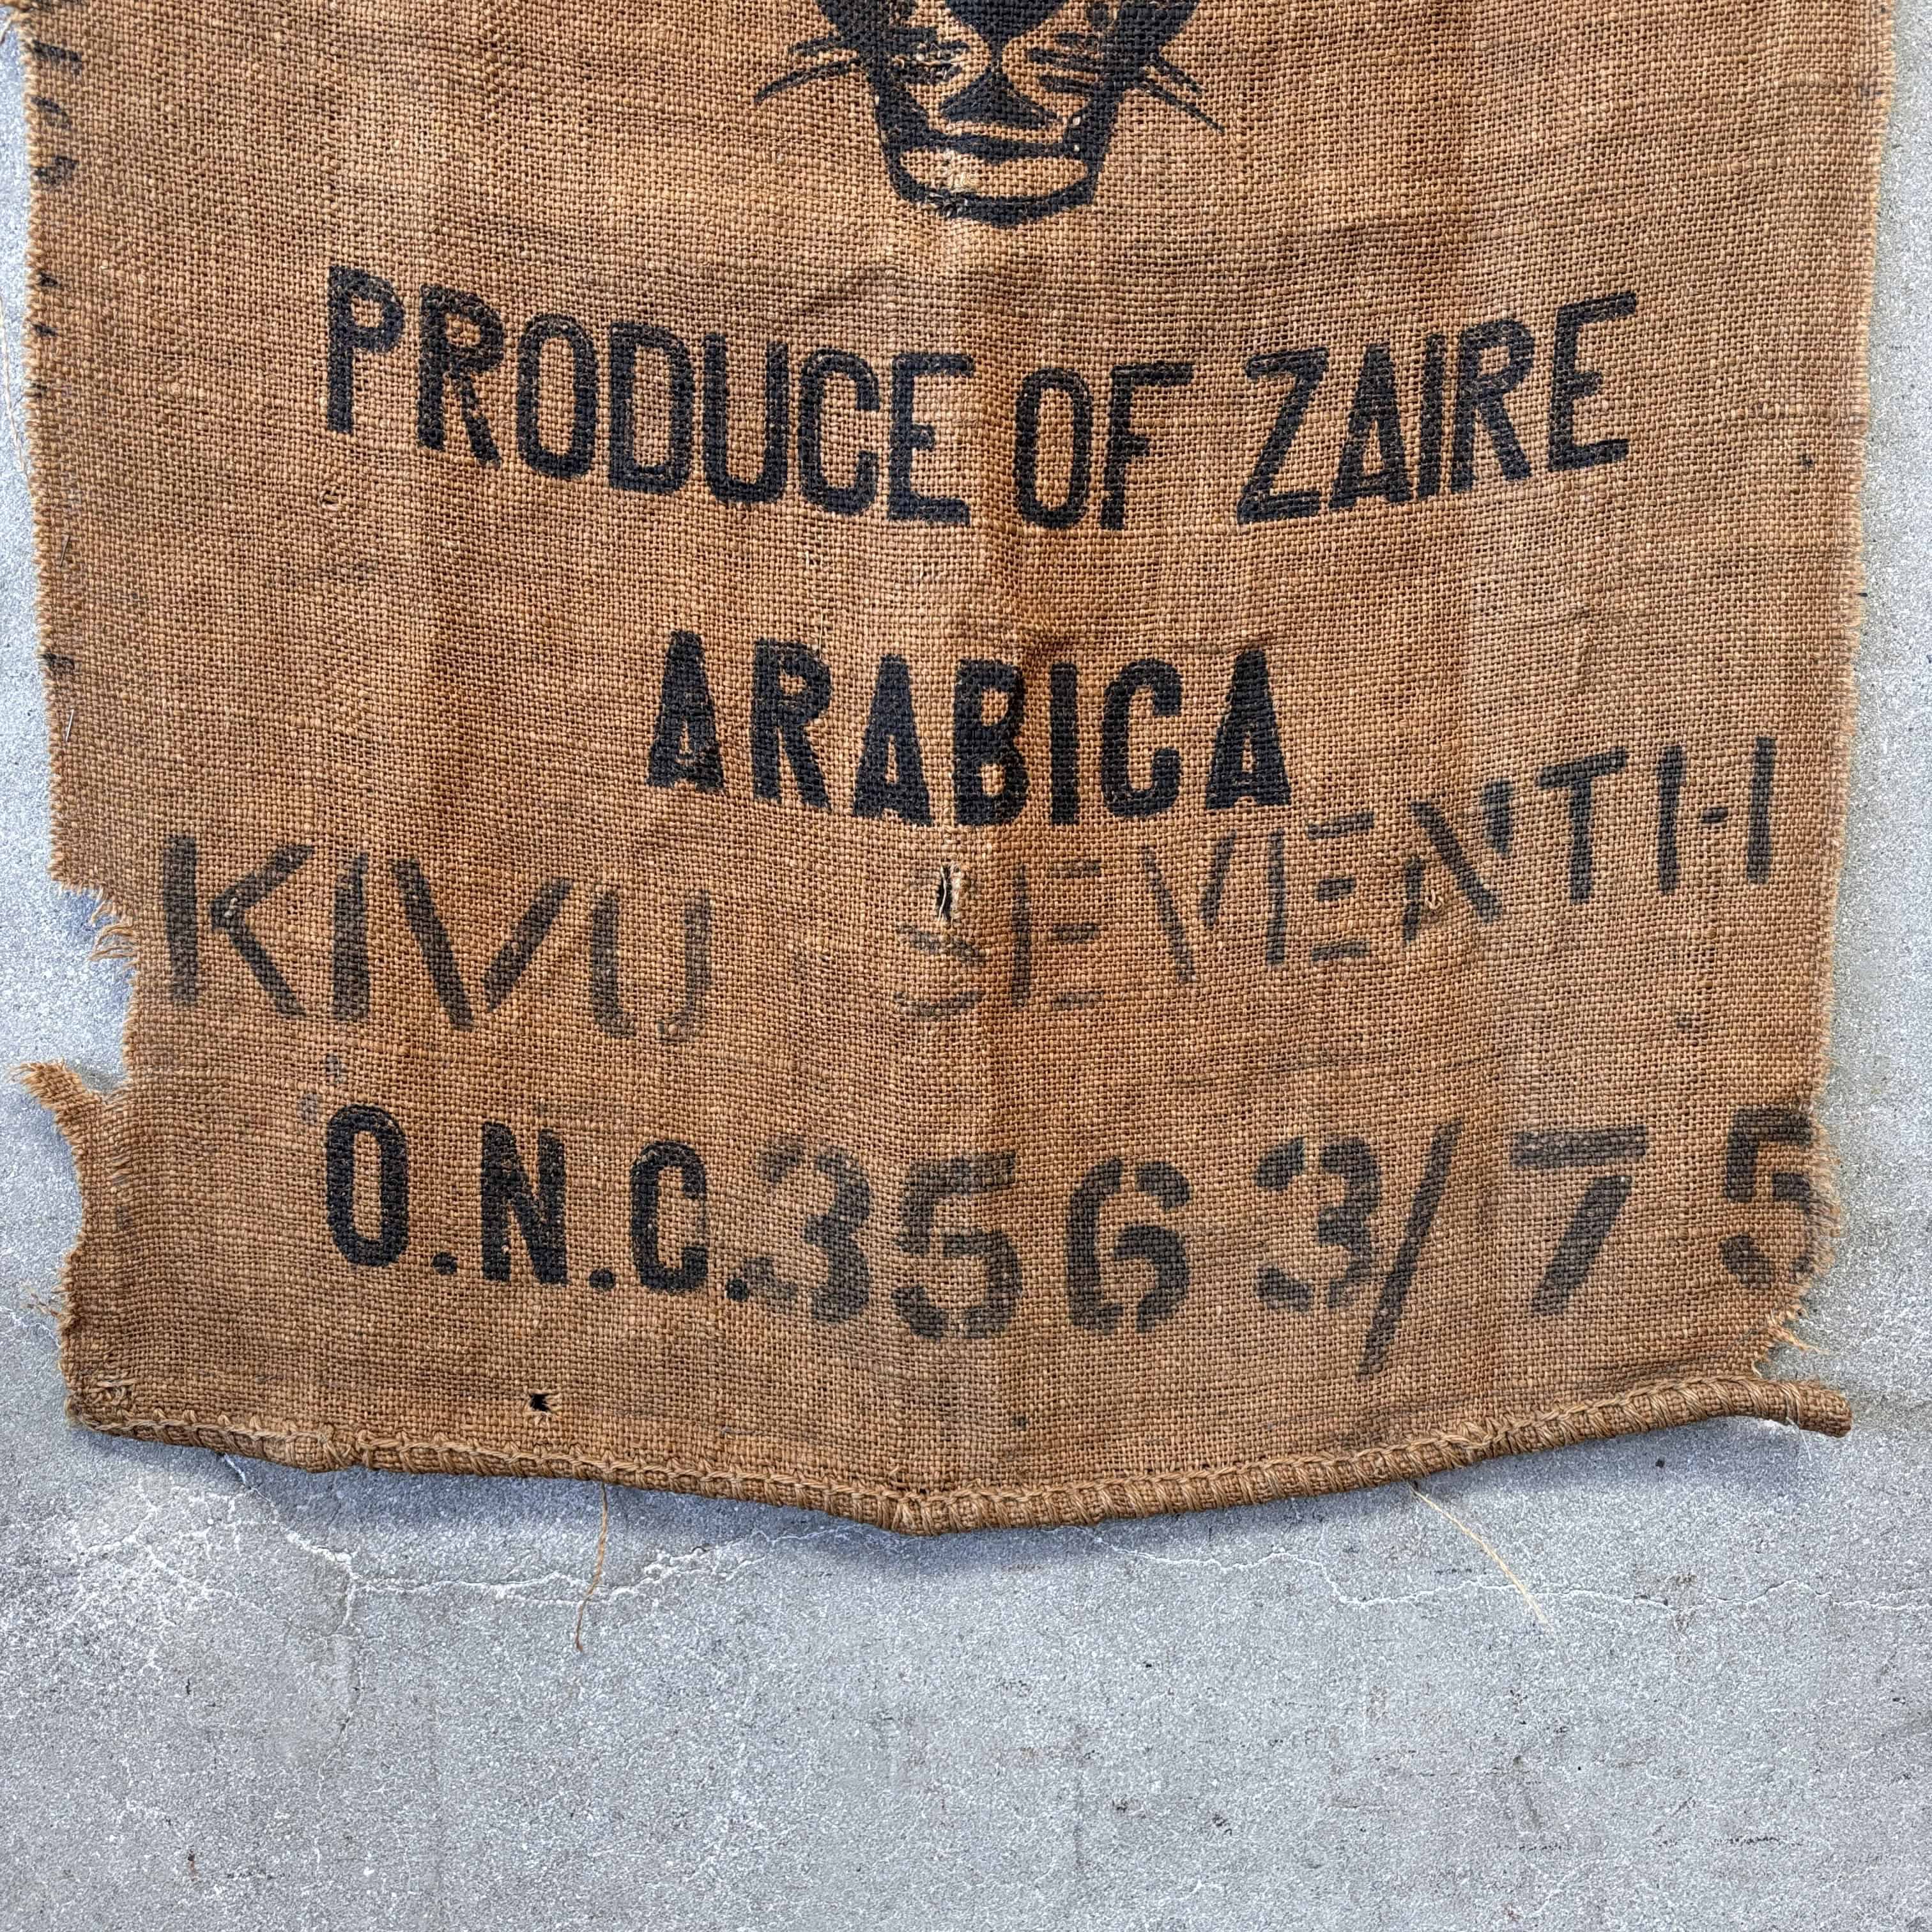 PRODUCE OF ZAIRE
ARABICA
KIVU SEVENTH
O.N.C. 3563/75